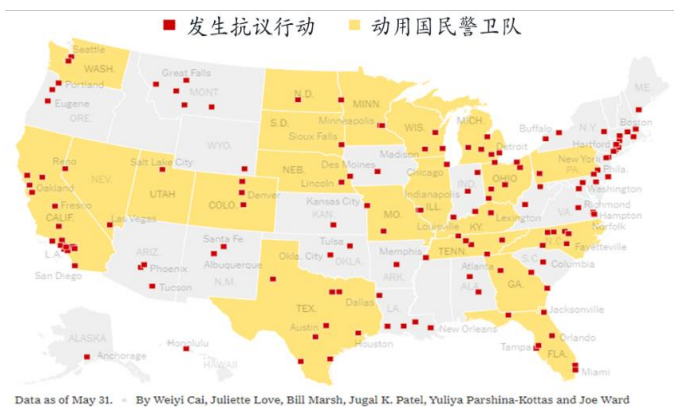 发生抗议行动 动用国民警卫队
Seattle
WASH.
Portland
Eugene
ORE.
Great Falls
MONT.
N.D.
MINN.
Minneapolis
S.D.
Sioux Falls
WIS.
Madison
MICH.
Detroit
Buffalo
N.Y.
ME.
Boston
Hartford
New York
PA.
Phila.
Washington
Reno
NEV.
Oakland
Fresno
CALIF.
L.A.
San Diego
Las Vegas
Salt Lake City
UTAH
WYO.
COLO.
Denver
NEB.
Lincoln
Des Moines
Chicago
ILL.
IND.
Indianapolis
OHIO
Kansas City
KAN.
MO.
Louisville
KY.
Lexington
VA.
Richmond
Hampton
Norfolk
N.C.
Fayetteville
ARIZ.
Phoenix
Tucson
Santa Fe
Albuquerque
N.M.
Tulsa
Okla. City
OKLA.
Memphis
TENN.
ARK.
Atlanta
ALA.
GA.
S.C.
Columbia
TEX.
Dallas
Austin
Houston
LA.
New Orleans
Jacksonville
Orlando
Tampa
FLA.
Miami
ALASKA
Anchorage
Honolulu
HAWAII
Data as of May 31. • By Weiyi Cai, Juliette Love, Bill Marsh, Jugal K. Patel, Yuliya Parshina-Kottas and Joe Ward